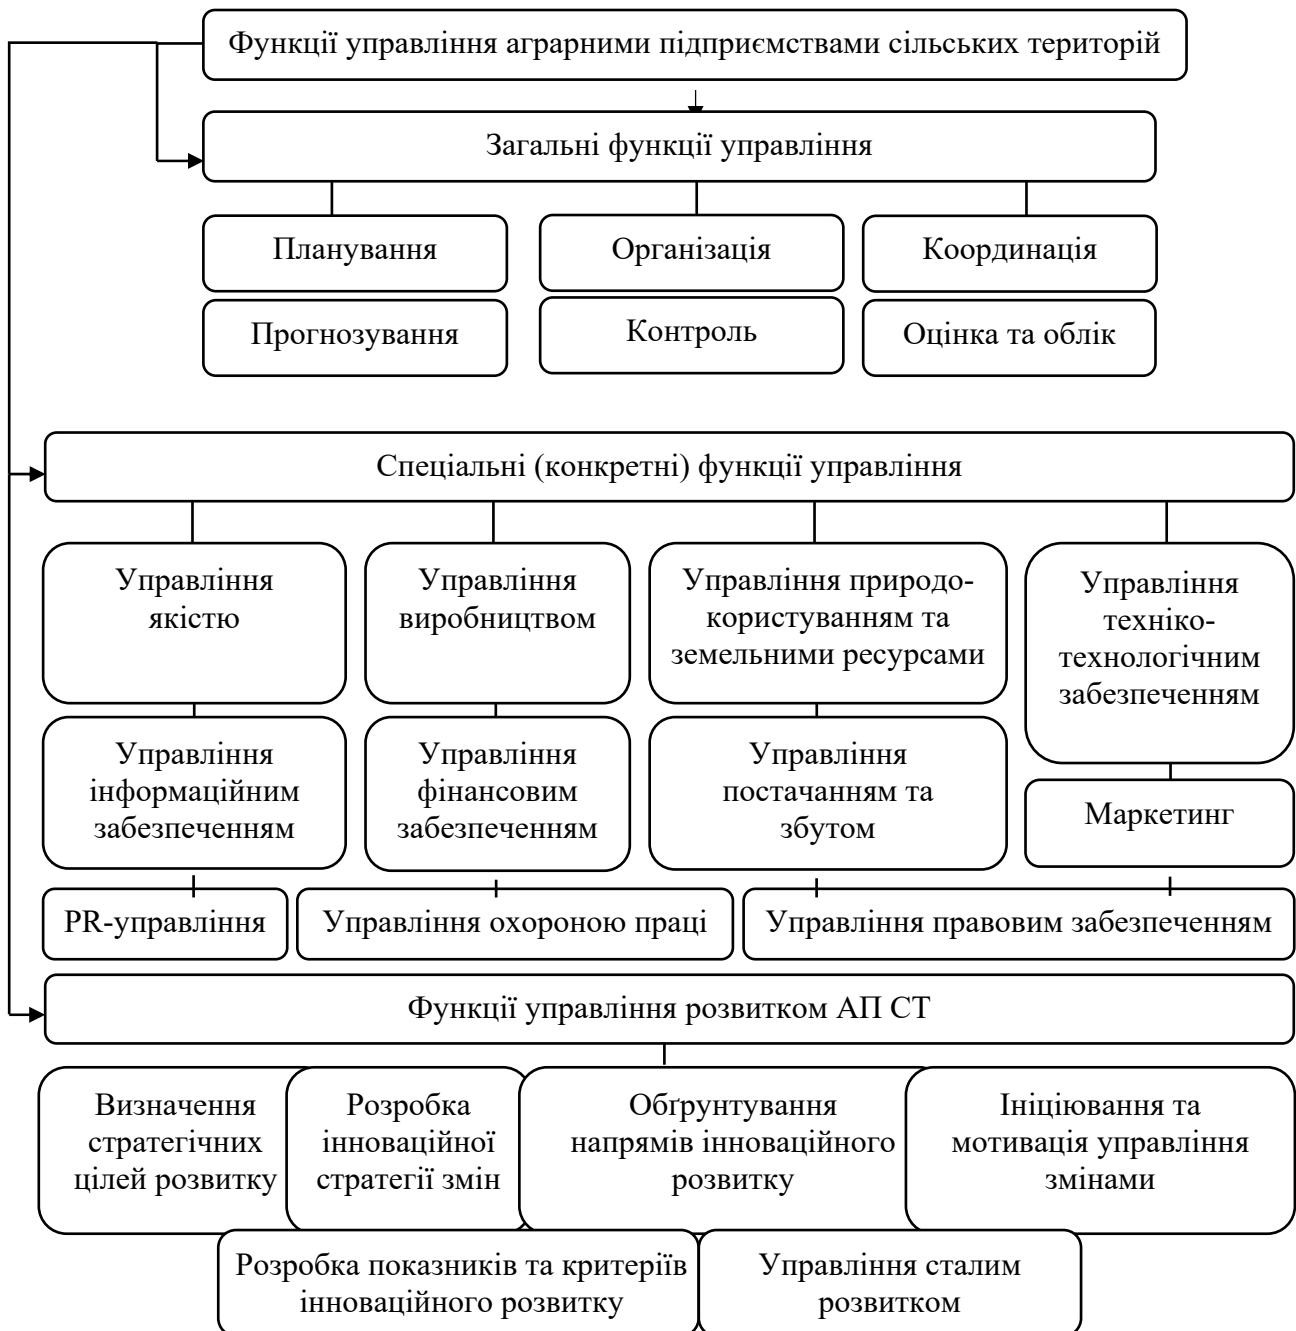 Функції управління аграрними підприємствами сільських територій
Загальні функції управління
Планування
Організація
Координація
Прогнозування
Контроль
Оцінка та облік
Спеціальні (конкретні) функції управління
Управління
якістю
Управління
виробництвом
Управління природо-
користуванням та
земельними ресурсами
Управління
техніко-
технологічним
забезпеченням
Управління
інформаційним
забезпеченням
Управління
фінансовим
забезпеченням
Управління
постачанням та
збутом
Маркетинг
PR-управління
Управління охороною праці
Управління правовим забезпеченням
Функції управління розвитком АП СТ
Визначення
стратегічних
цілей розвитку
Розробка
інноваційної
стратегії змін
Обґрунтування
напрямів інноваційного
розвитку
Ініціювання та
мотивація управління
змінами
Розробка показників та критеріїв
інноваційного розвитку
Управління сталим
розвитком